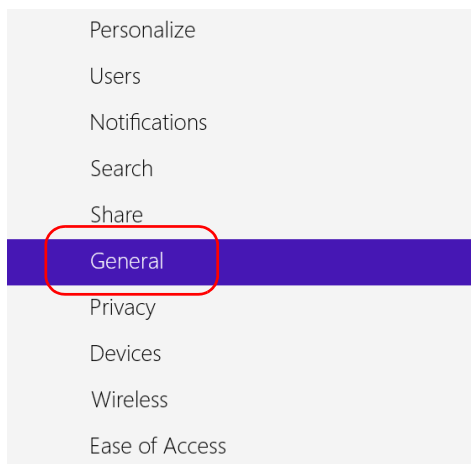 Personalize
Users
Notifications
Search
Share
General
Privacy
Devices
Wireless
Ease of Access